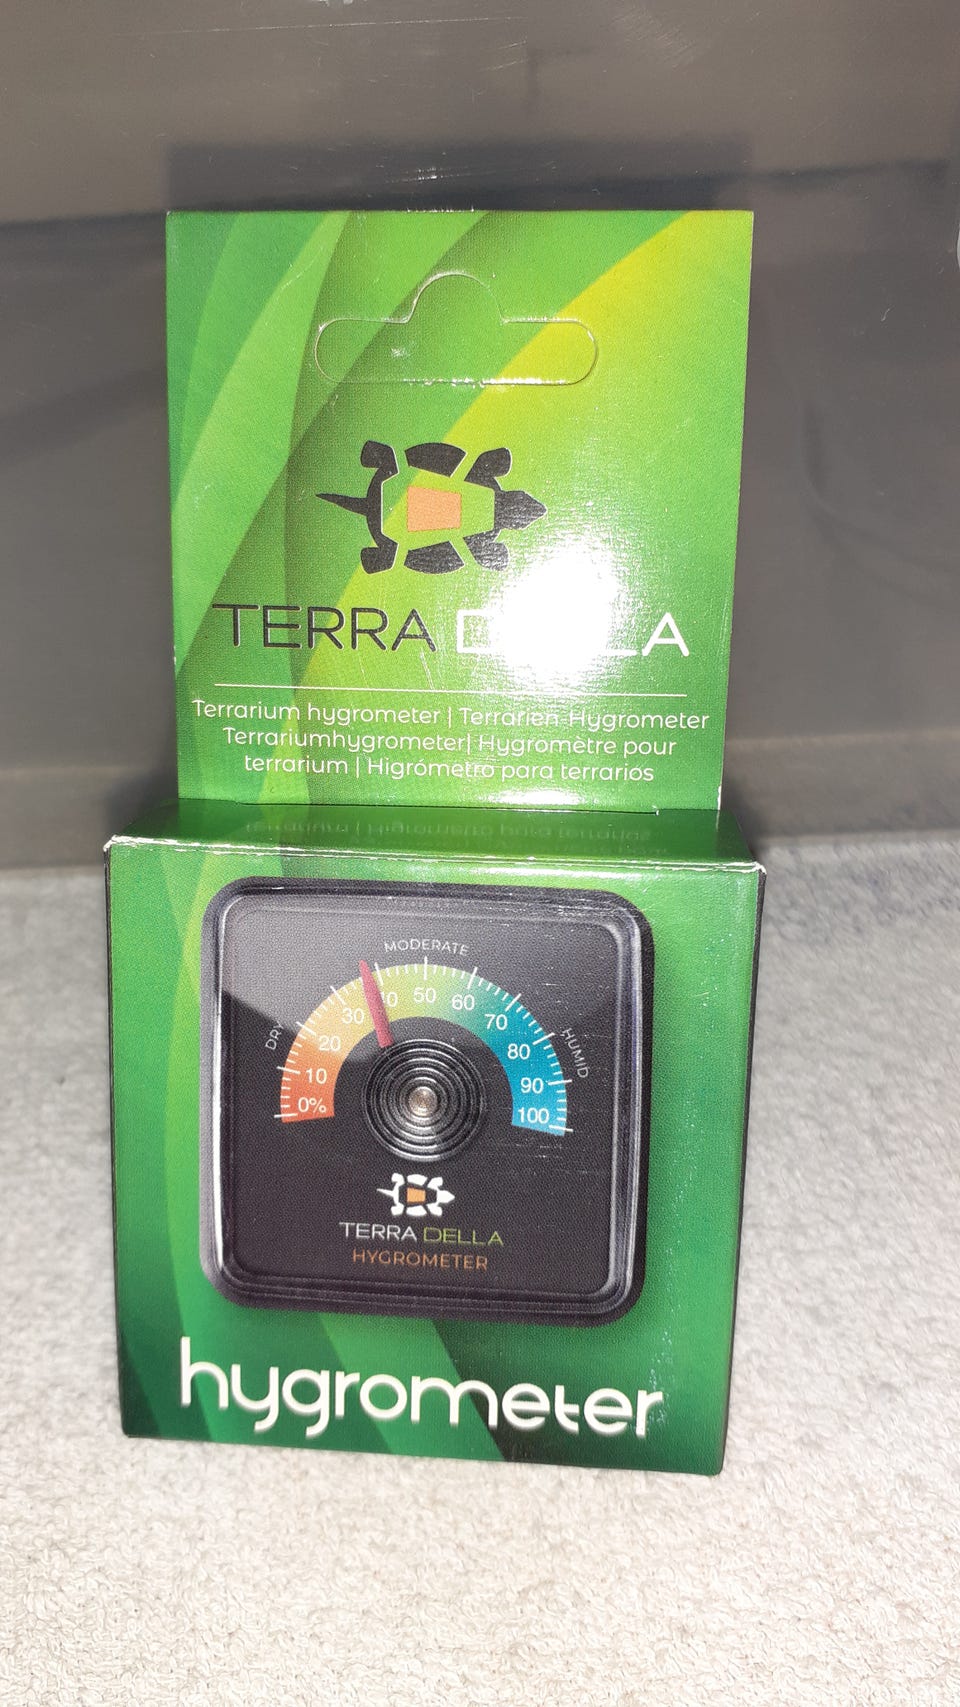 TERRA DELLA
Terrarium hygrometer | Terrarien Hygrometer
Terrariumhygrometer| Hygromètre pour
terrarium | Higrómetro para terrarios
MODERATE
DRY
HUMID
0%
10
20
30
50
60
70
80
90
100
TERRA DELLA
HYGROMETER
hygrometer